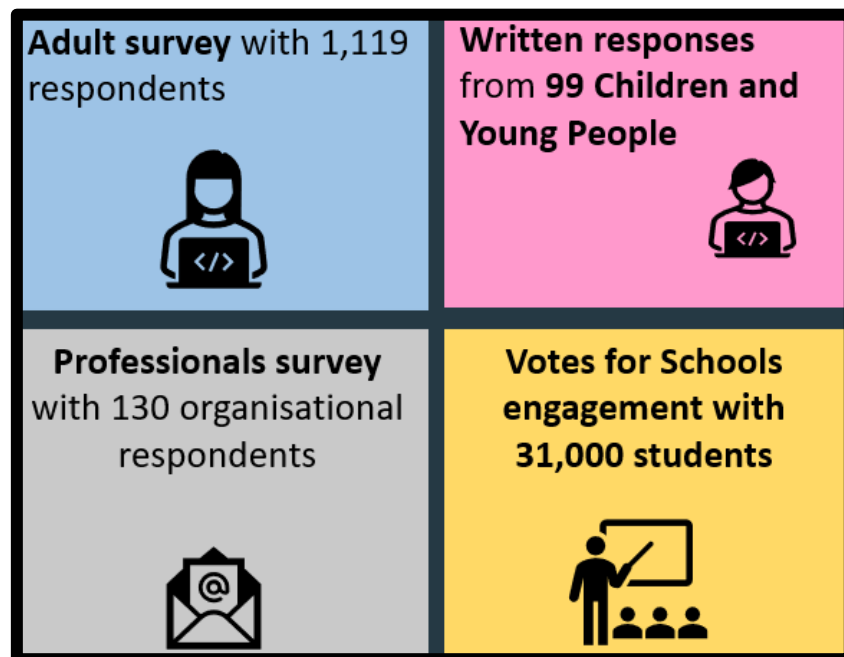 Adult survey with 1,119
respondents
</>
Written responses
from 99 Children and
Young People
</>
Professionals survey
with 130 organisational
respondents
@
Votes for Schools
engagement with
31,000 students